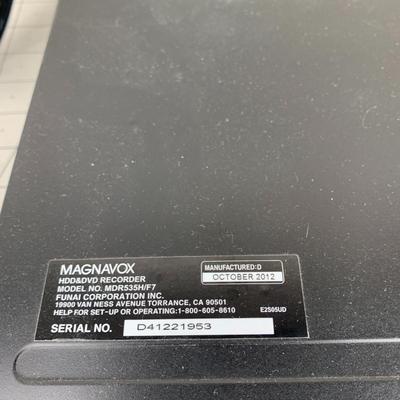 MAGNAVOX
HDD&DVD RECORDER
MODEL NO. MDR535H/F7
FUNAI CORPORATION INC.
19900 VAN NESS AVENUE TORRANCE, CA 90501
HELP FOR SET-UP OR OPERATING:1-800-605-8610
MANUFACTURED:D
OCTOBER 2012
E2S05UD
SERIAL NO. D41221953